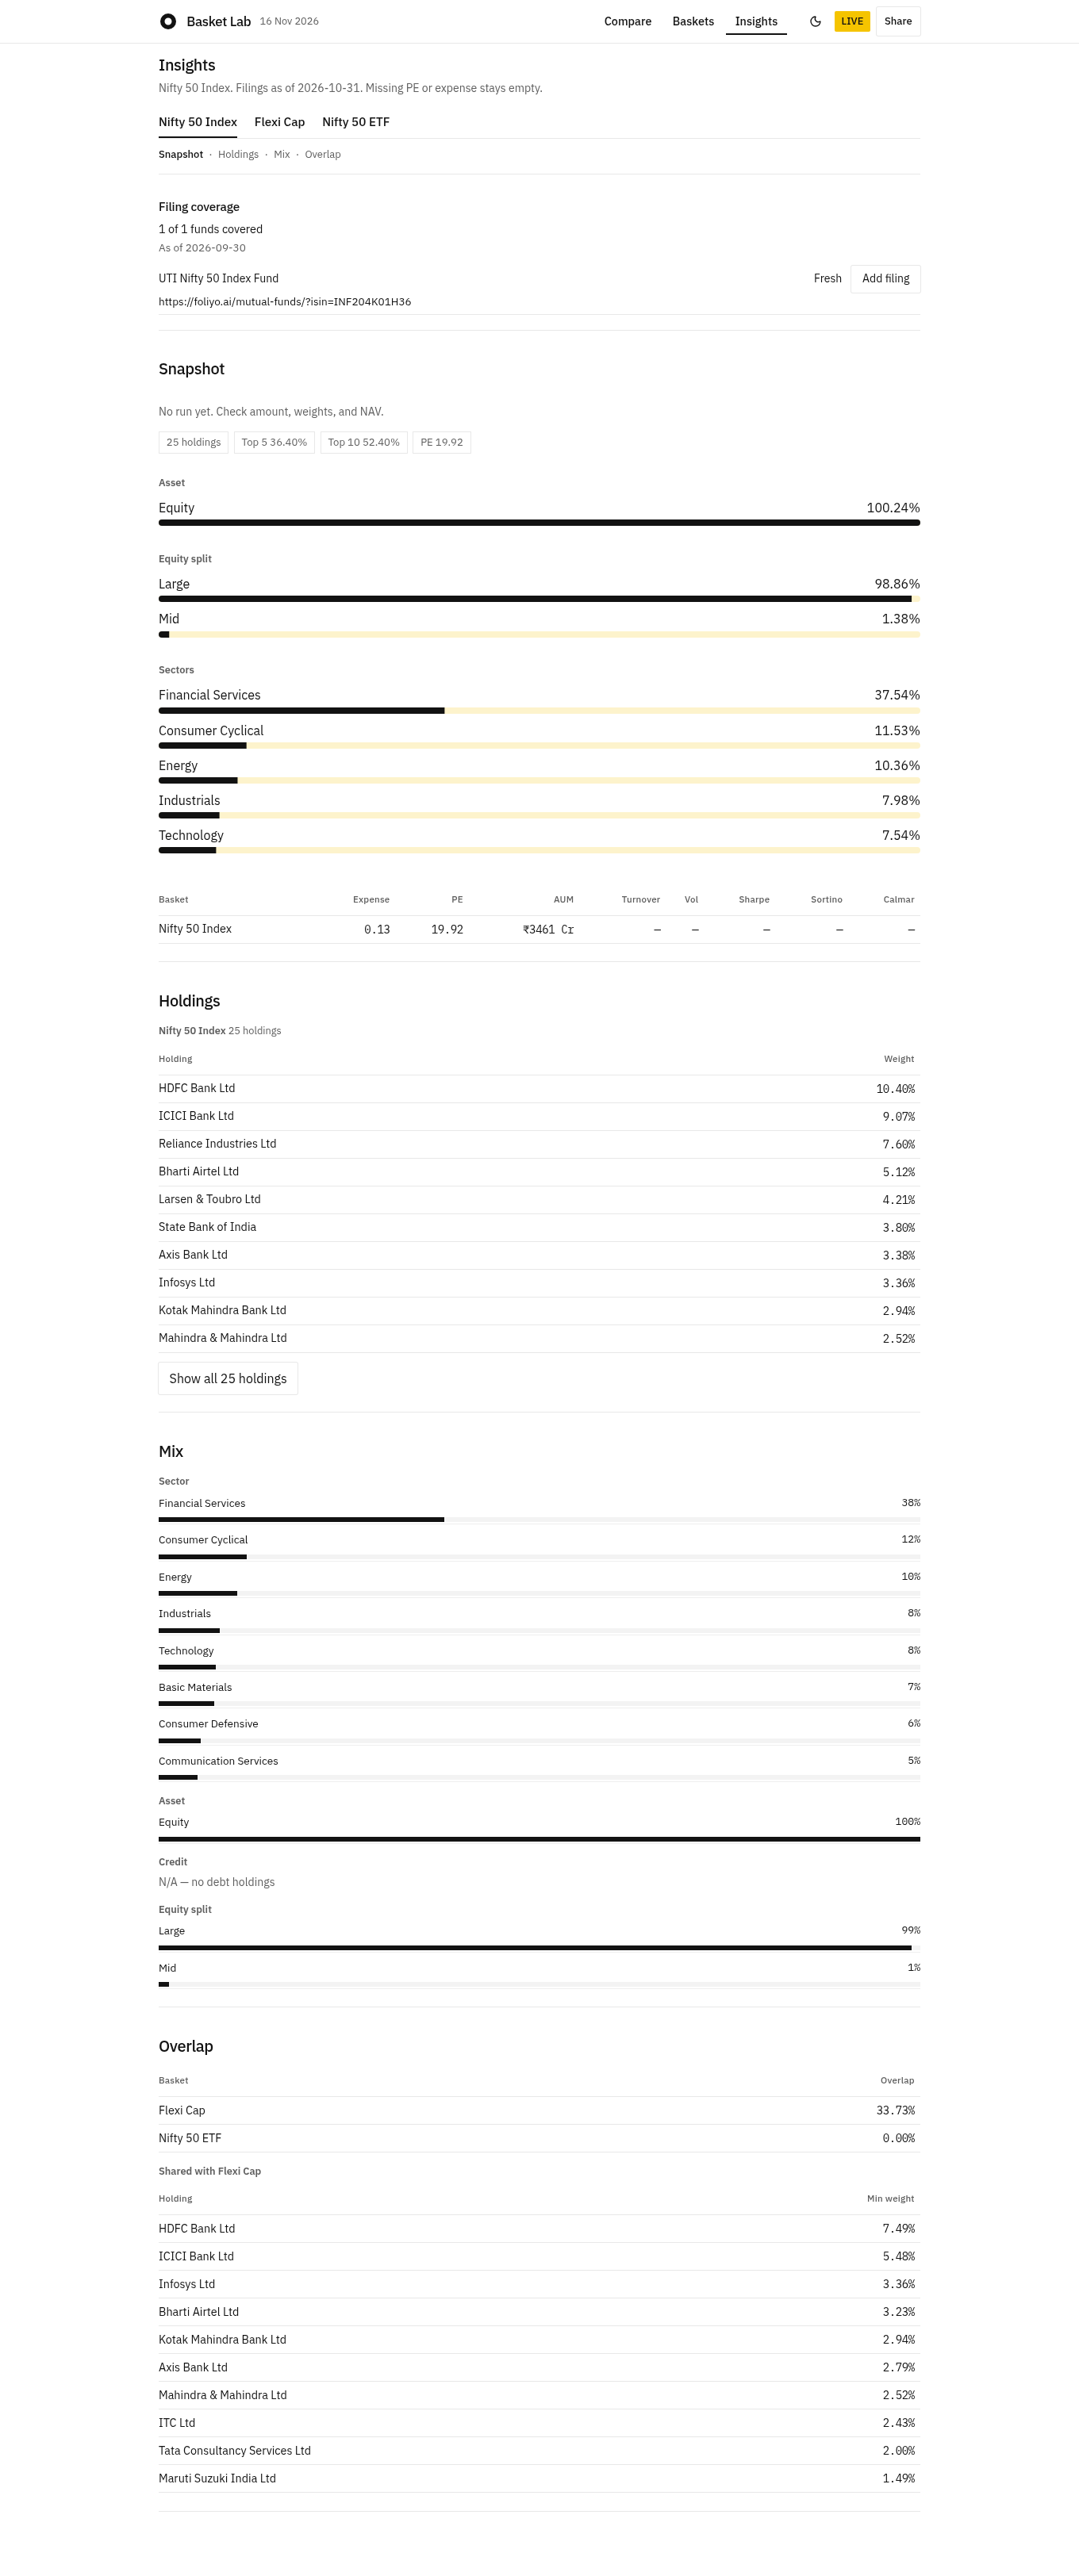 Basket Lab 16 Nov 2026 Compare Baskets Insights LIVE Share
Insights
Nifty 50 Index. Filings as of 2026-10-31. Missing PE or expense stays empty.
Nifty 50 Index Flexi Cap Nifty 50 ETF
Snapshot · Holdings · Mix · Overlap
Filing coverage
1 of 1 funds covered
As of 2026-09-30
UTI Nifty 50 Index Fund Fresh Add filing
https://foliyo.ai/mutual-funds/?isin=INF204K01H36
Snapshot
No run yet. Check amount, weights, and NAV.
25 holdings Top 5 36.40% Top 10 52.40% PE 19.92
Asset
Equity 100.24%
Equity split
Large 98.86%
Mid 1.38%
Sectors
Financial Services 37.54%
Consumer Cyclical 11.53%
Energy 10.36%
Industrials 7.98%
Technology 7.54%
Basket Expense PE AUM Turnover Vol Sharpe Sortino Calmar
Nifty 50 Index 0.13 19.92 ₹3461 Cr — — — — —
Holdings
Nifty 50 Index 25 holdings
Holding Weight
HDFC Bank Ltd 10.40%
ICICI Bank Ltd 9.07%
Reliance Industries Ltd 7.60%
Bharti Airtel Ltd 5.12%
Larsen & Toubro Ltd 4.21%
State Bank of India 3.80%
Axis Bank Ltd 3.38%
Infosys Ltd 3.36%
Kotak Mahindra Bank Ltd 2.94%
Mahindra & Mahindra Ltd 2.52%
Show all 25 holdings
Mix
Sector
Financial Services 38%
Consumer Cyclical 12%
Energy 10%
Industrials 8%
Technology 8%
Basic Materials 7%
Consumer Defensive 6%
Communication Services 5%
Asset
Equity 100%
Credit
N/A — no debt holdings
Equity split
Large 99%
Mid 1%
Overlap
Basket Overlap
Flexi Cap 33.73%
Nifty 50 ETF 0.00%
Shared with Flexi Cap
Holding Min weight
HDFC Bank Ltd 7.49%
ICICI Bank Ltd 5.48%
Infosys Ltd 3.36%
Bharti Airtel Ltd 3.23%
Kotak Mahindra Bank Ltd 2.94%
Axis Bank Ltd 2.79%
Mahindra & Mahindra Ltd 2.52%
ITC Ltd 2.43%
Tata Consultancy Services Ltd 2.00%
Maruti Suzuki India Ltd 1.49%